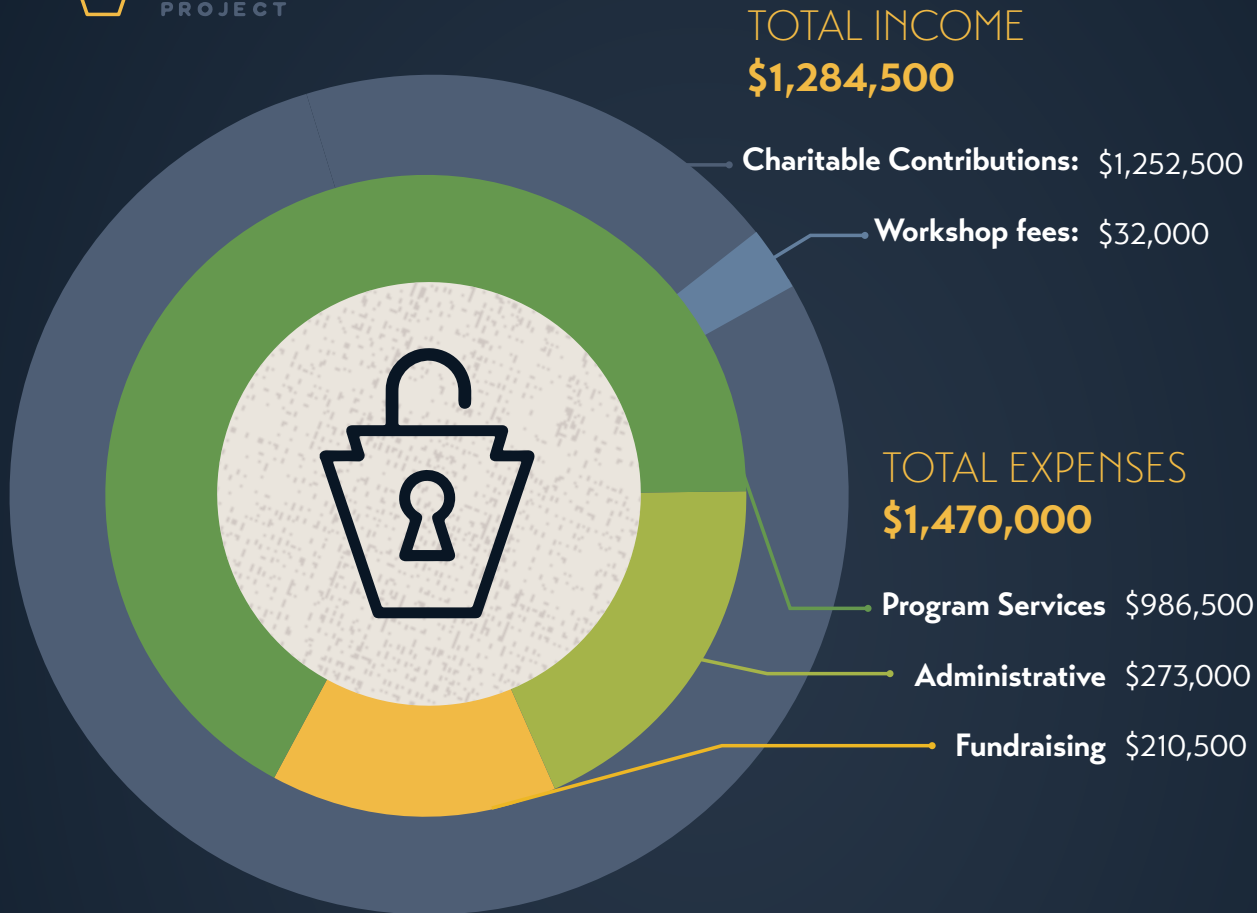 PROJECT
TOTAL INCOME
$1,284,500
Charitable Contributions: $1,252,500
Workshop fees: $32,000
TOTAL EXPENSES
$1,470,000
Program Services $986,500
Administrative $273,000
Fundraising $210,500